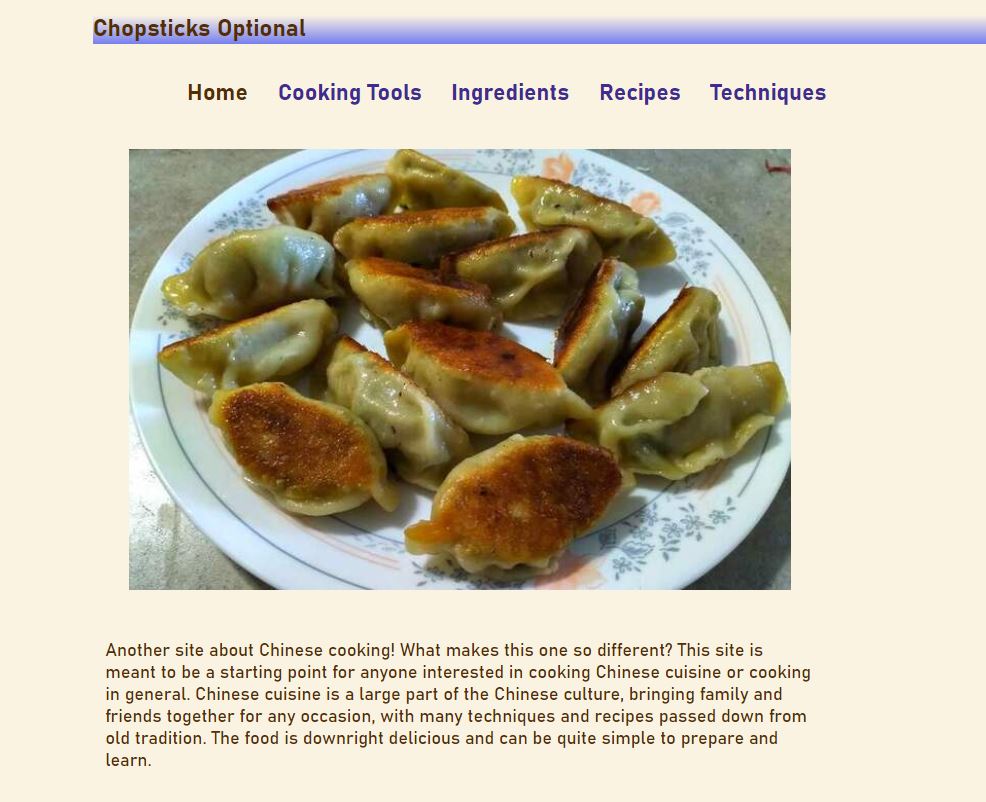 Chopsticks Optional
Home Cooking Tools Ingredients Recipes Techniques
Another site about Chinese cooking! What makes this one so different? This site is
meant to be a starting point for anyone interested in cooking Chinese cuisine or cooking
in general. Chinese cuisine is a large part of the Chinese culture, bringing family and
friends together for any occasion, with many techniques and recipes passed down from
old tradition. The food is downright delicious and can be quite simple to prepare and
learn.